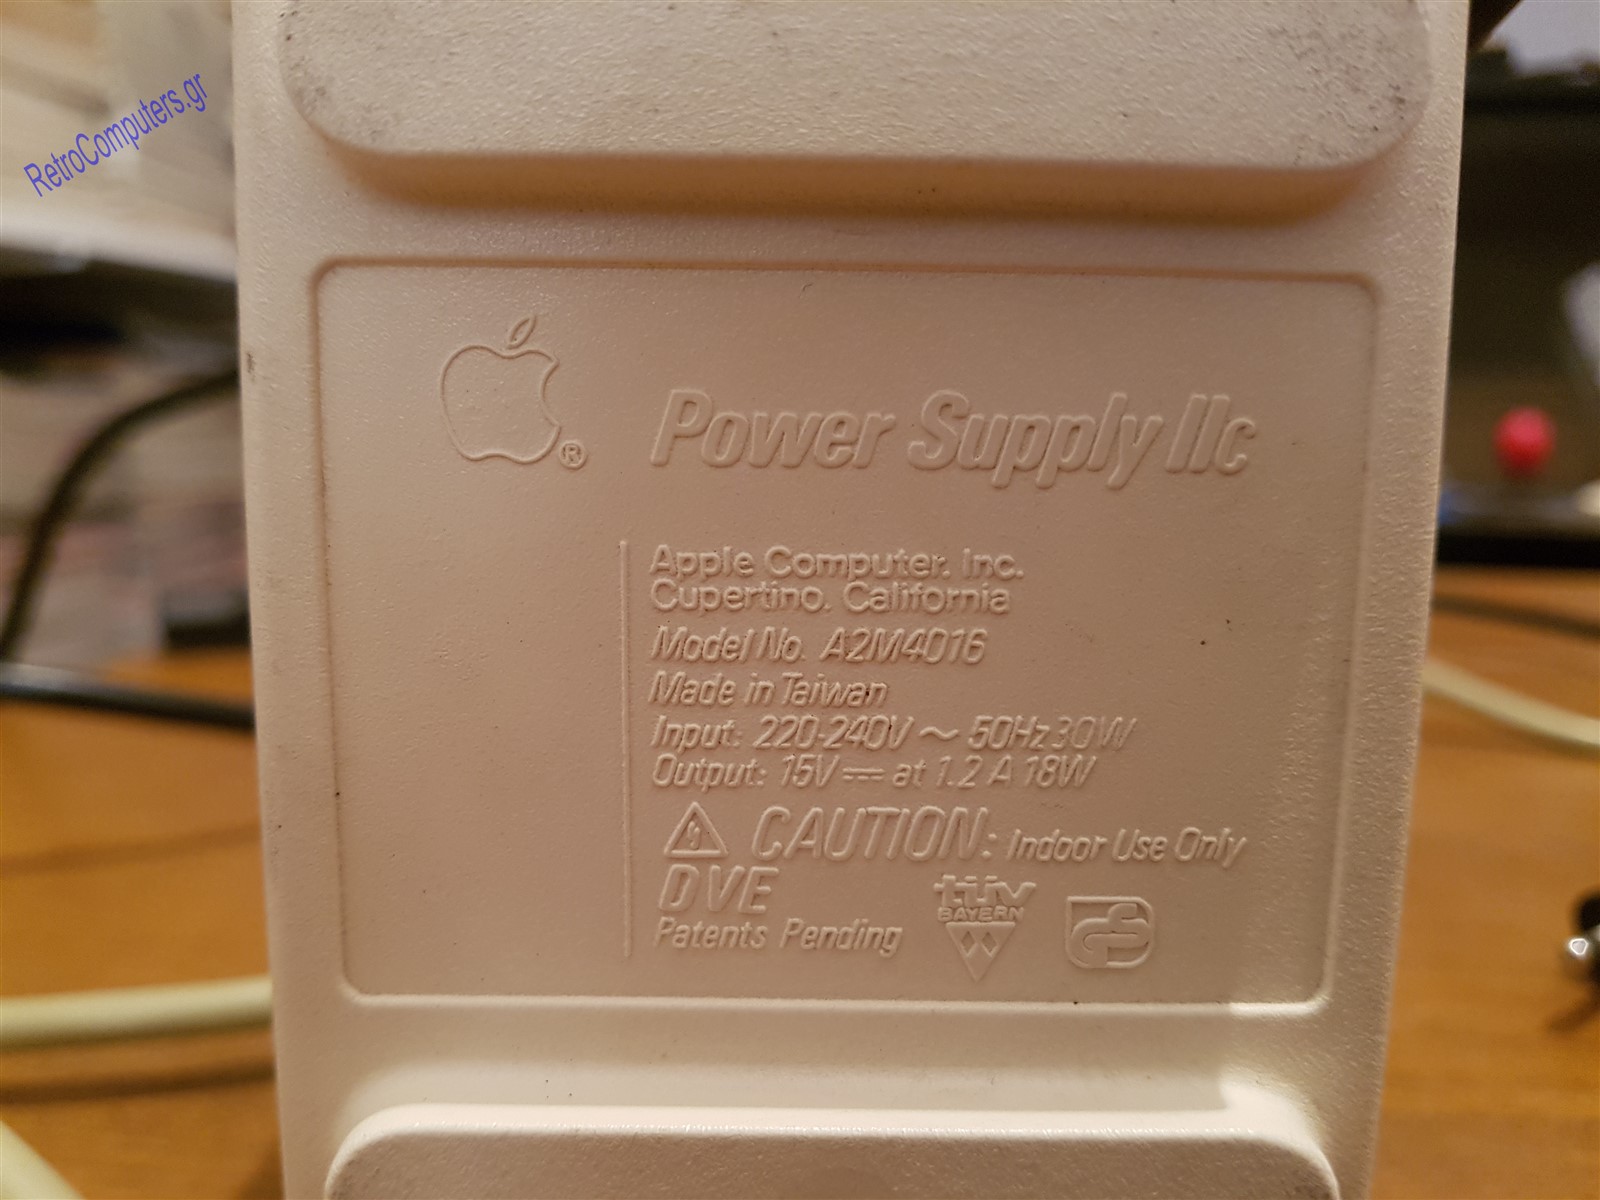 RetroComputers.gr
® Power Supply IIc
Apple Computer, Inc.
Cupertino, California
Model No. A2M4016
Made in Taiwan
Input: 220-240V ~ 50Hz 30W
Output: 15V ⎓ at 1.2 A 18W
CAUTION: Indoor Use Only
DVE
Patents Pending
tüv
BAYERN
GS